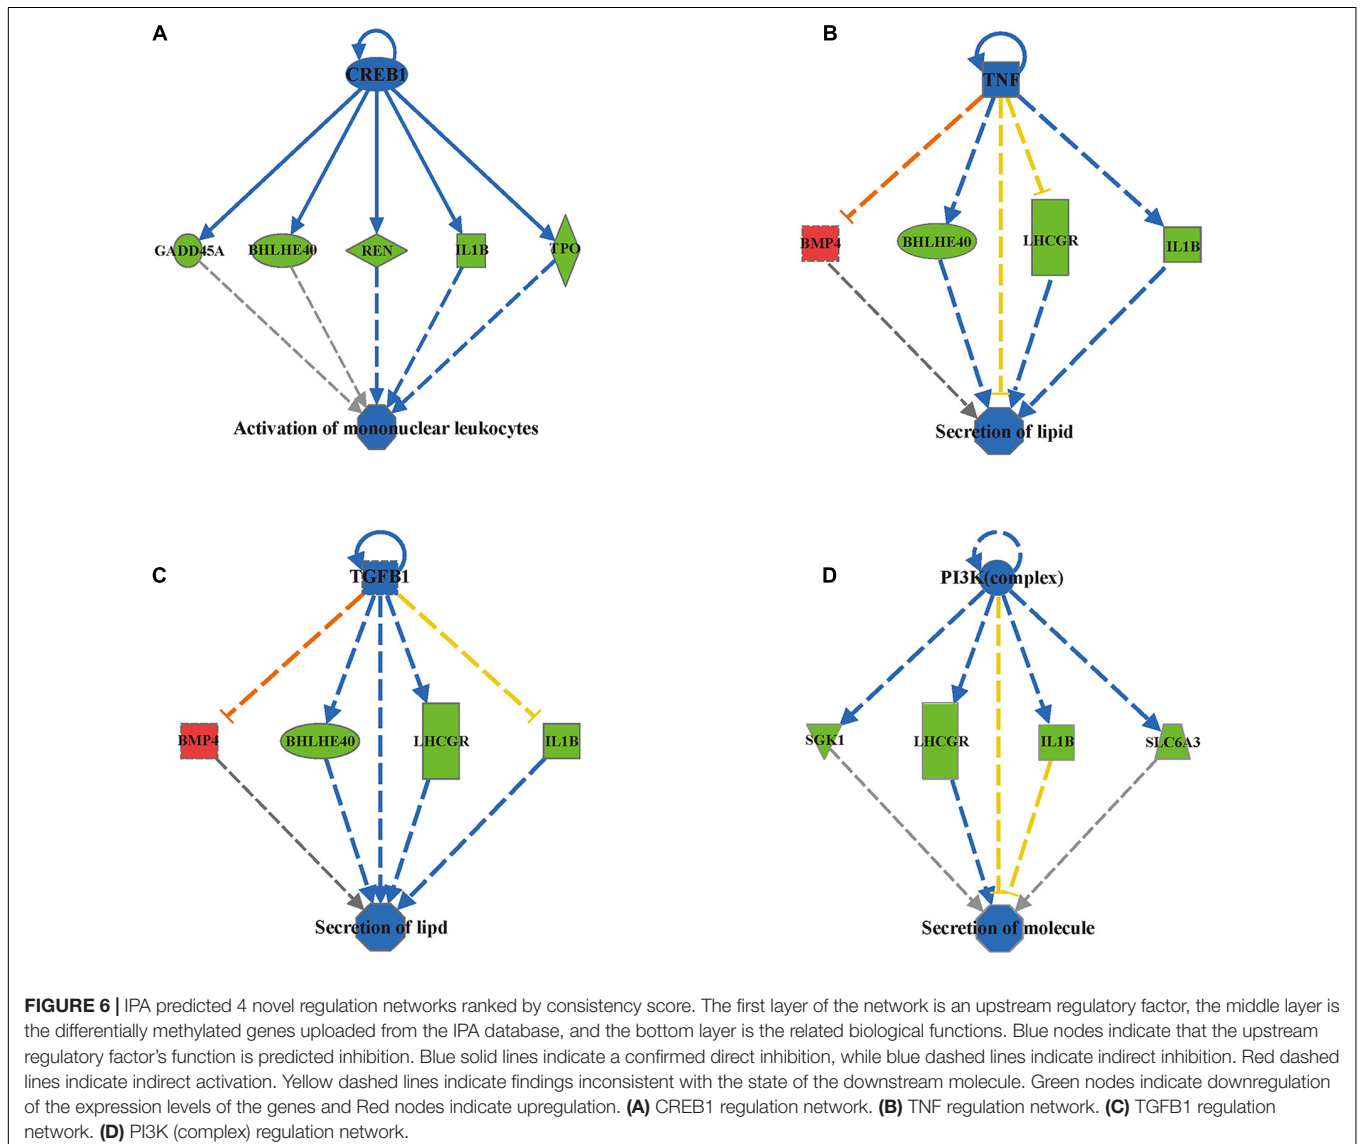 A
CREB1
GADD45A
BHLHE40
REN
IL1B
TPO
Activation of mononuclear leukocytes
B
TNF
BMP4
BHLHE40
LHCGR
IL1B
Secretion of lipid
C
TGFB1
BMP4
BHLHE40
LHCGR
IL1B
Secretion of lipd
D
PI3K(complex)
SGK1
LHCGR
IL1B
SLC6A3
Secretion of molecule
FIGURE 6 | IPA predicted 4 novel regulation networks ranked by consistency score. The first layer of the network is an upstream regulatory factor, the middle layer is
the differentially methylated genes uploaded from the IPA database, and the bottom layer is the related biological functions. Blue nodes indicate that the upstream
regulatory factor's function is predicted inhibition. Blue solid lines indicate a confirmed direct inhibition, while blue dashed lines indicate indirect inhibition. Red dashed
lines indicate indirect activation. Yellow dashed lines indicate findings inconsistent with the state of the downstream molecule. Green nodes indicate downregulation
of the expression levels of the genes and Red nodes indicate upregulation. (A) CREB1 regulation network. (B) TNF regulation network. (C) TGFB1 regulation
network. (D) PI3K (complex) regulation network.